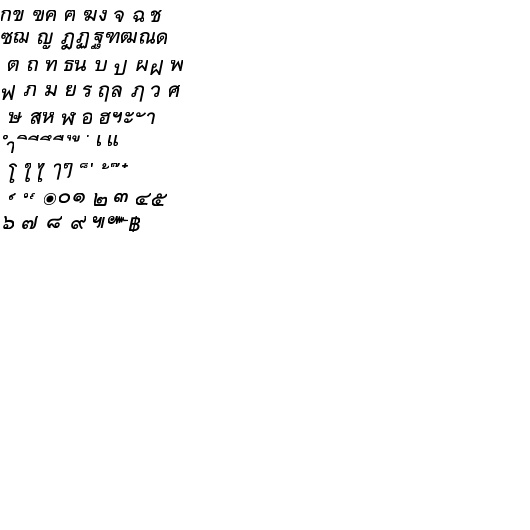 กขฃคฅฆงจฉช
ซฌญฎฏฐฑฒณด
ตถทธนบปผฝพ
ฟภมยรฤลฦวศ
ษสหฬอฮฯะ ั า
ำ ิ ี ึ ื ุ ู ฺ เแ
โใไๅๆ ็ ่ ้ ๊ ๋
์ ํ ๎ ๏๐๑๒๓๔๕
๖๗๘๙๚๛฿